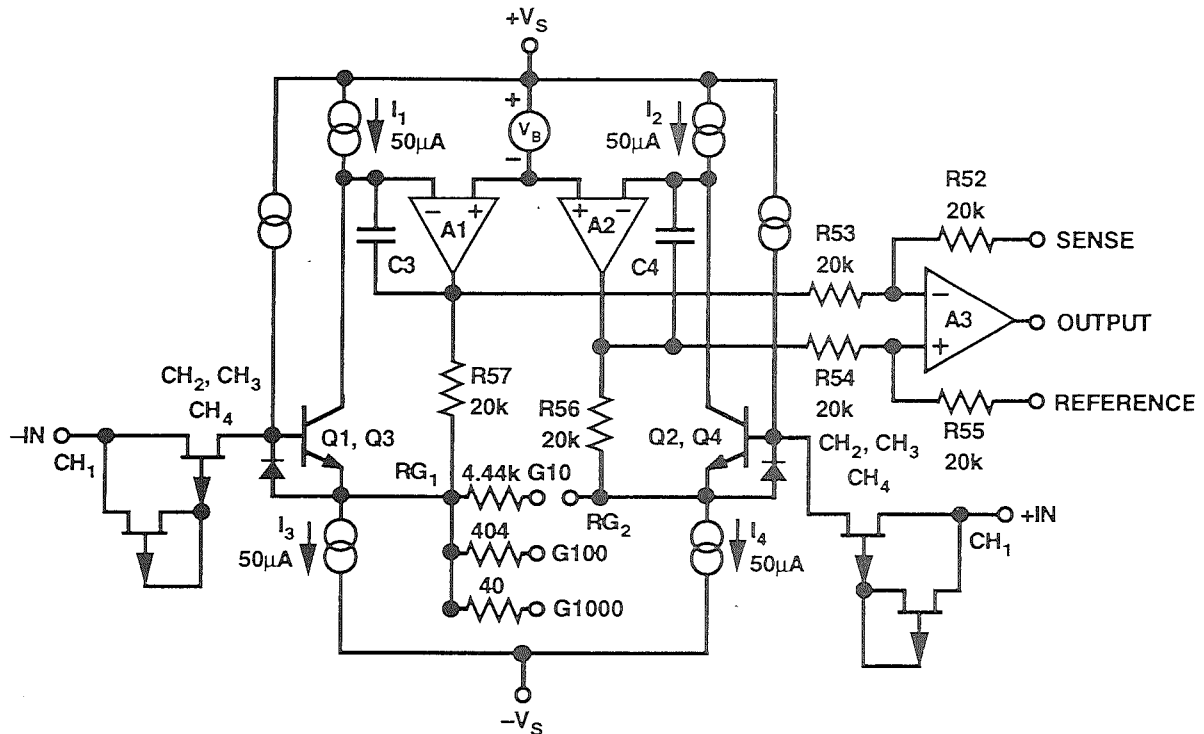 +VS
I1
50µA
+
VB
−
I2
50µA
− +
A1
+ −
A2
C3
C4
R52
20k
SENSE
R53
20k
−
A3
+
OUTPUT
R54
20k
R55
20k
REFERENCE
R57
20k
R56
20k
CH2, CH3
CH4
−IN
CH1
Q1, Q3
Q2, Q4
CH2, CH3
CH4
RG1
4.44k
G10
RG2
I3
50µA
404
G100
40
G1000
I4
50µA
+IN
CH1
−VS